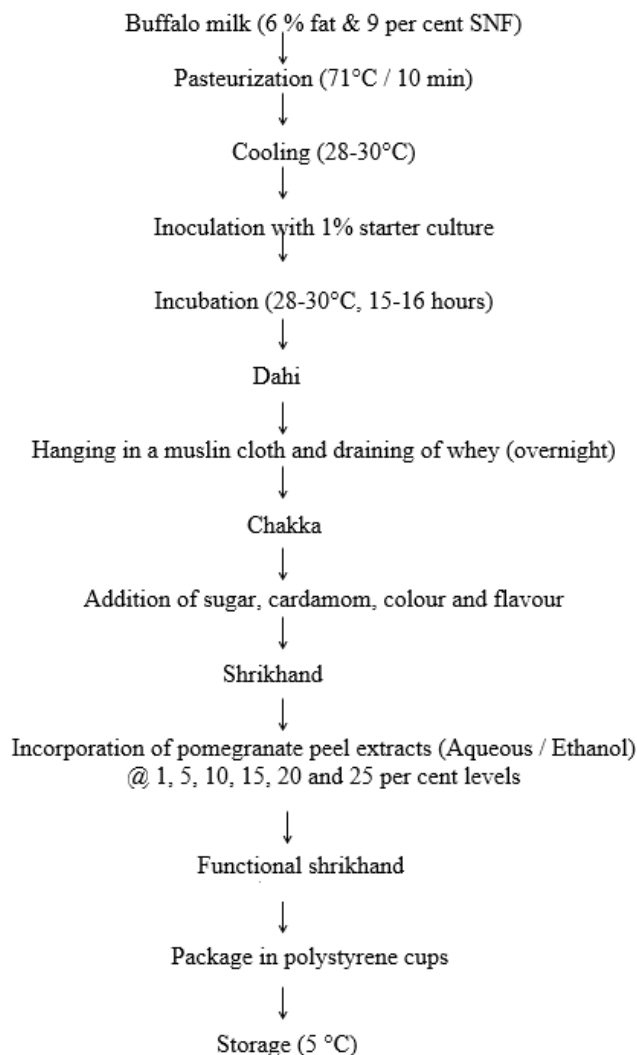 Buffalo milk (6 % fat & 9 per cent SNF)
Pasteurization (71°C / 10 min)
Cooling (28-30°C)
Inoculation with 1% starter culture
Incubation (28-30°C, 15-16 hours)
Dahi
Hanging in a muslin cloth and draining of whey (overnight)
Chakka
Addition of sugar, cardamom, colour and flavour
Shrikhand
Incorporation of pomegranate peel extracts (Aqueous / Ethanol)
@ 1, 5, 10, 15, 20 and 25 per cent levels
Functional shrikhand
Package in polystyrene cups
Storage (5 °C)